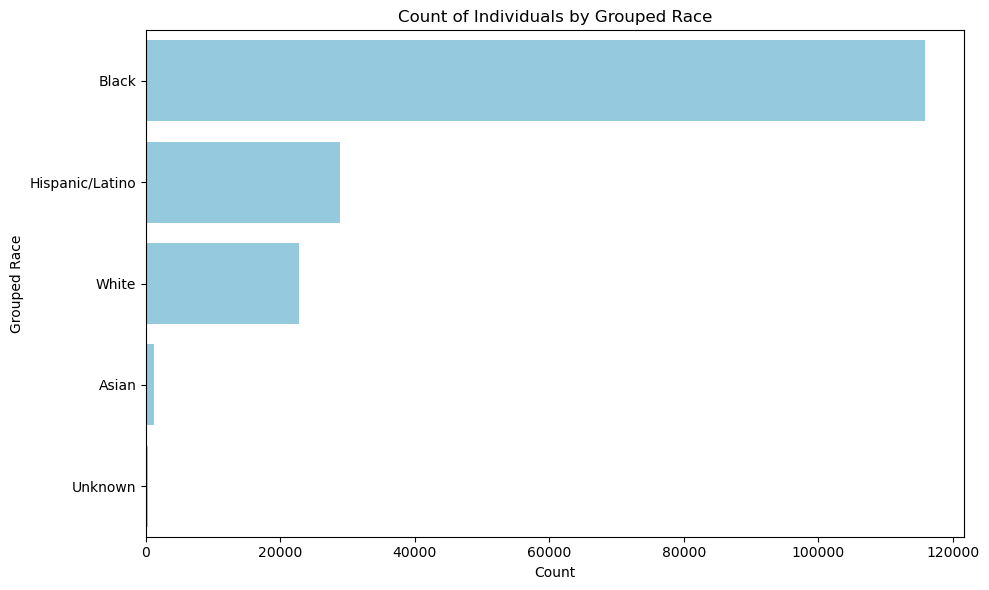 Count of Individuals by Grouped Race
Grouped Race
Black
Hispanic/Latino
White
Asian
Unknown
0 20000 40000 60000 80000 100000 120000
Count